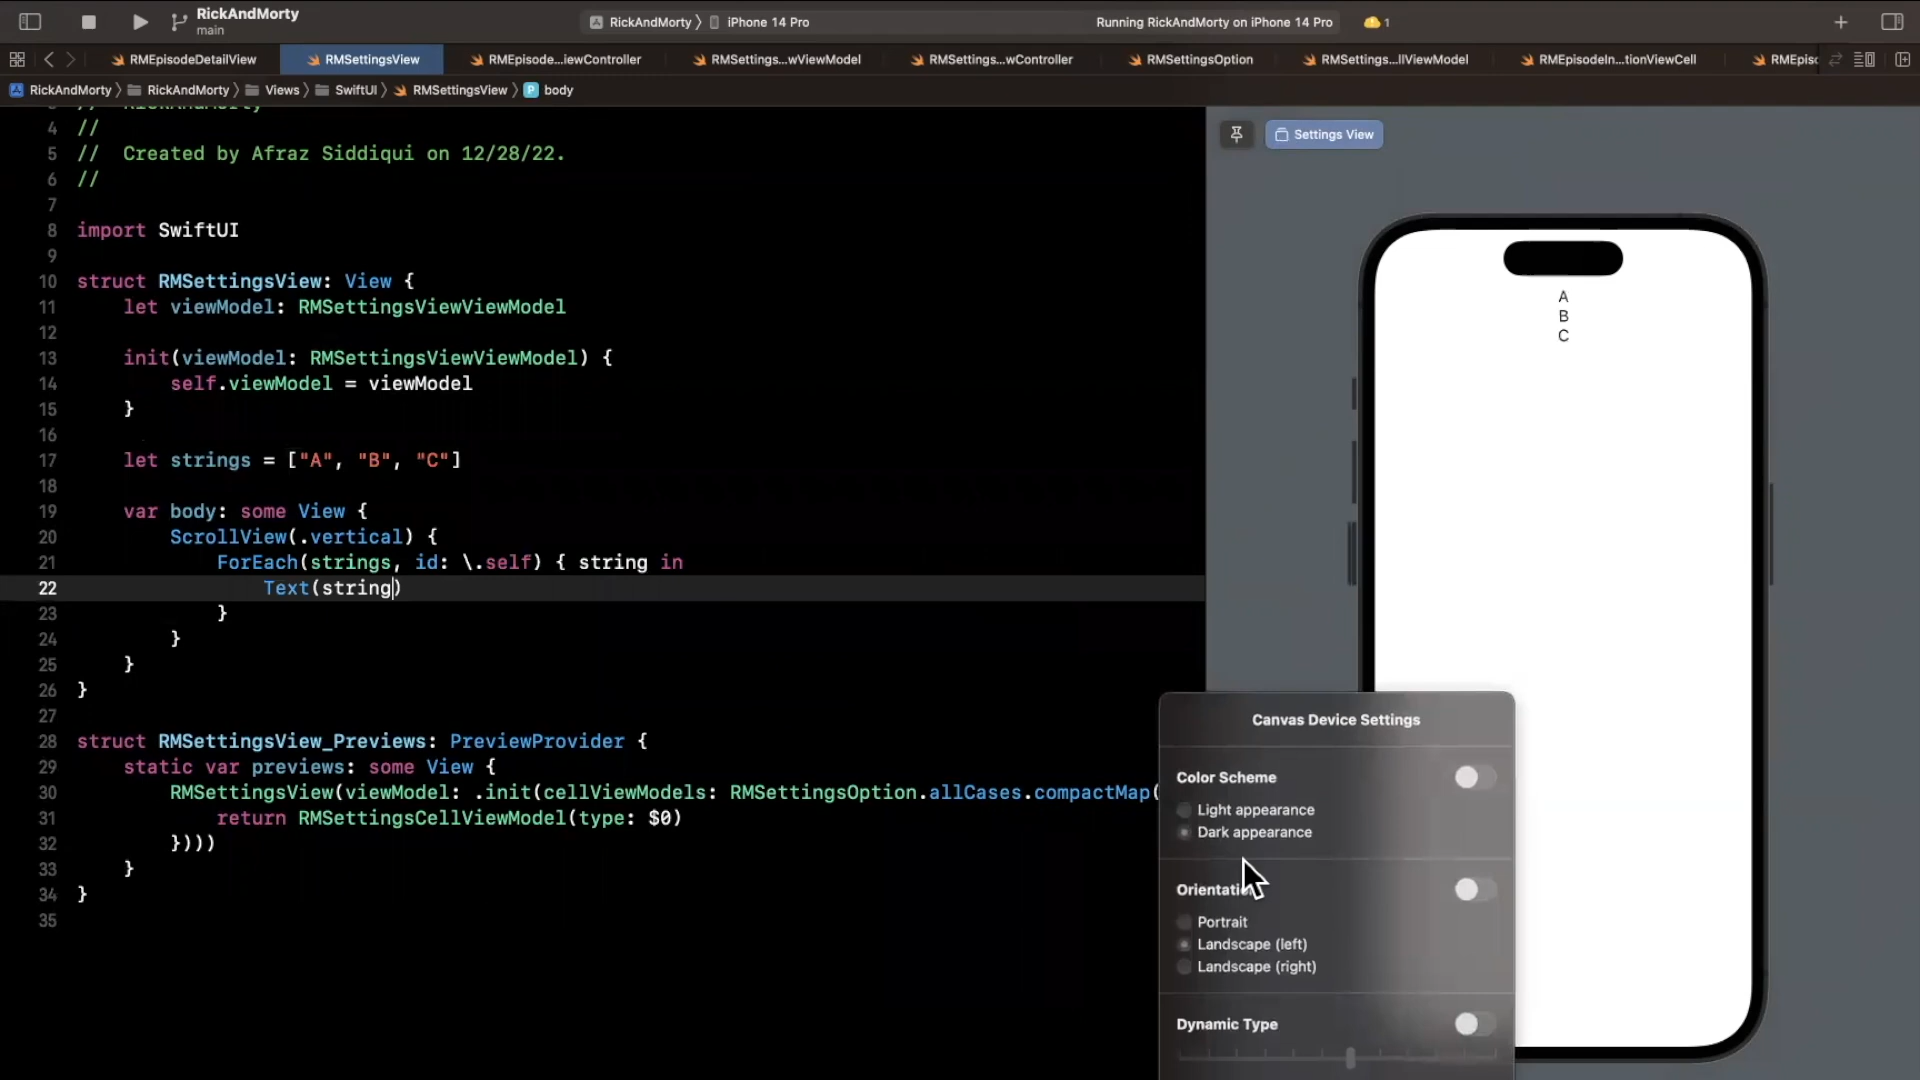 RickAndMorty
main
RickAndMorty
iPhone 14 Pro
Running RickAndMorty on iPhone 14 Pro
1
RMEpisodeDetailView
RMSettingsView
RMEpisode...iewController
RMSettings...wViewModel
RMSettings...wController
RMSettingsOption
RMSettings...llViewModel
RMEpisodeIn...tionViewCell
RMEpisc
RickAndMorty
RickAndMorty
Views
SwiftUI
RMSettingsView
P body
// RickAndMorty
4 //
5 //  Created by Afraz Siddiqui on 12/28/22.
6 //
7
8 import SwiftUI
9
10 struct RMSettingsView: View {
11     let viewModel: RMSettingsViewViewModel
12
13     init(viewModel: RMSettingsViewViewModel) {
14         self.viewModel = viewModel
15     }
16
17     let strings = ["A", "B", "C"]
18
19     var body: some View {
20         ScrollView(.vertical) {
21             ForEach(strings, id: \.self) { string in
22                 Text(string)
23             }
24         }
25     }
26 }
27
28 struct RMSettingsView_Previews: PreviewProvider {
29     static var previews: some View {
30         RMSettingsView(viewModel: .init(cellViewModels: RMSettingsOption.allCases.compactMap(
31             return RMSettingsCellViewModel(type: $0)
32         })))
33     }
34 }
35
Settings View
A
B
C
Canvas Device Settings
Color Scheme
Light appearance
Dark appearance
Orientation
Portrait
Landscape (left)
Landscape (right)
Dynamic Type